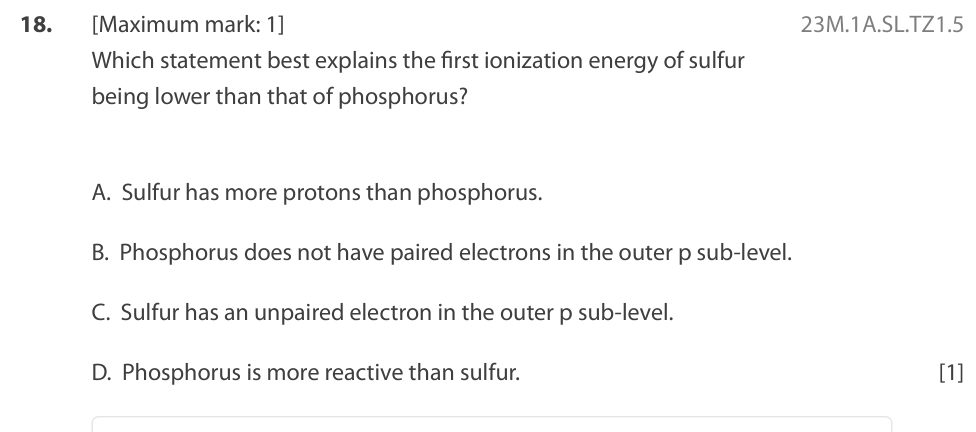 18. [Maximum mark: 1] 23M.1A.SL.TZ1.5
Which statement best explains the first ionization energy of sulfur
being lower than that of phosphorus?
A. Sulfur has more protons than phosphorus.
B. Phosphorus does not have paired electrons in the outer p sub-level.
C. Sulfur has an unpaired electron in the outer p sub-level.
D. Phosphorus is more reactive than sulfur. [1]